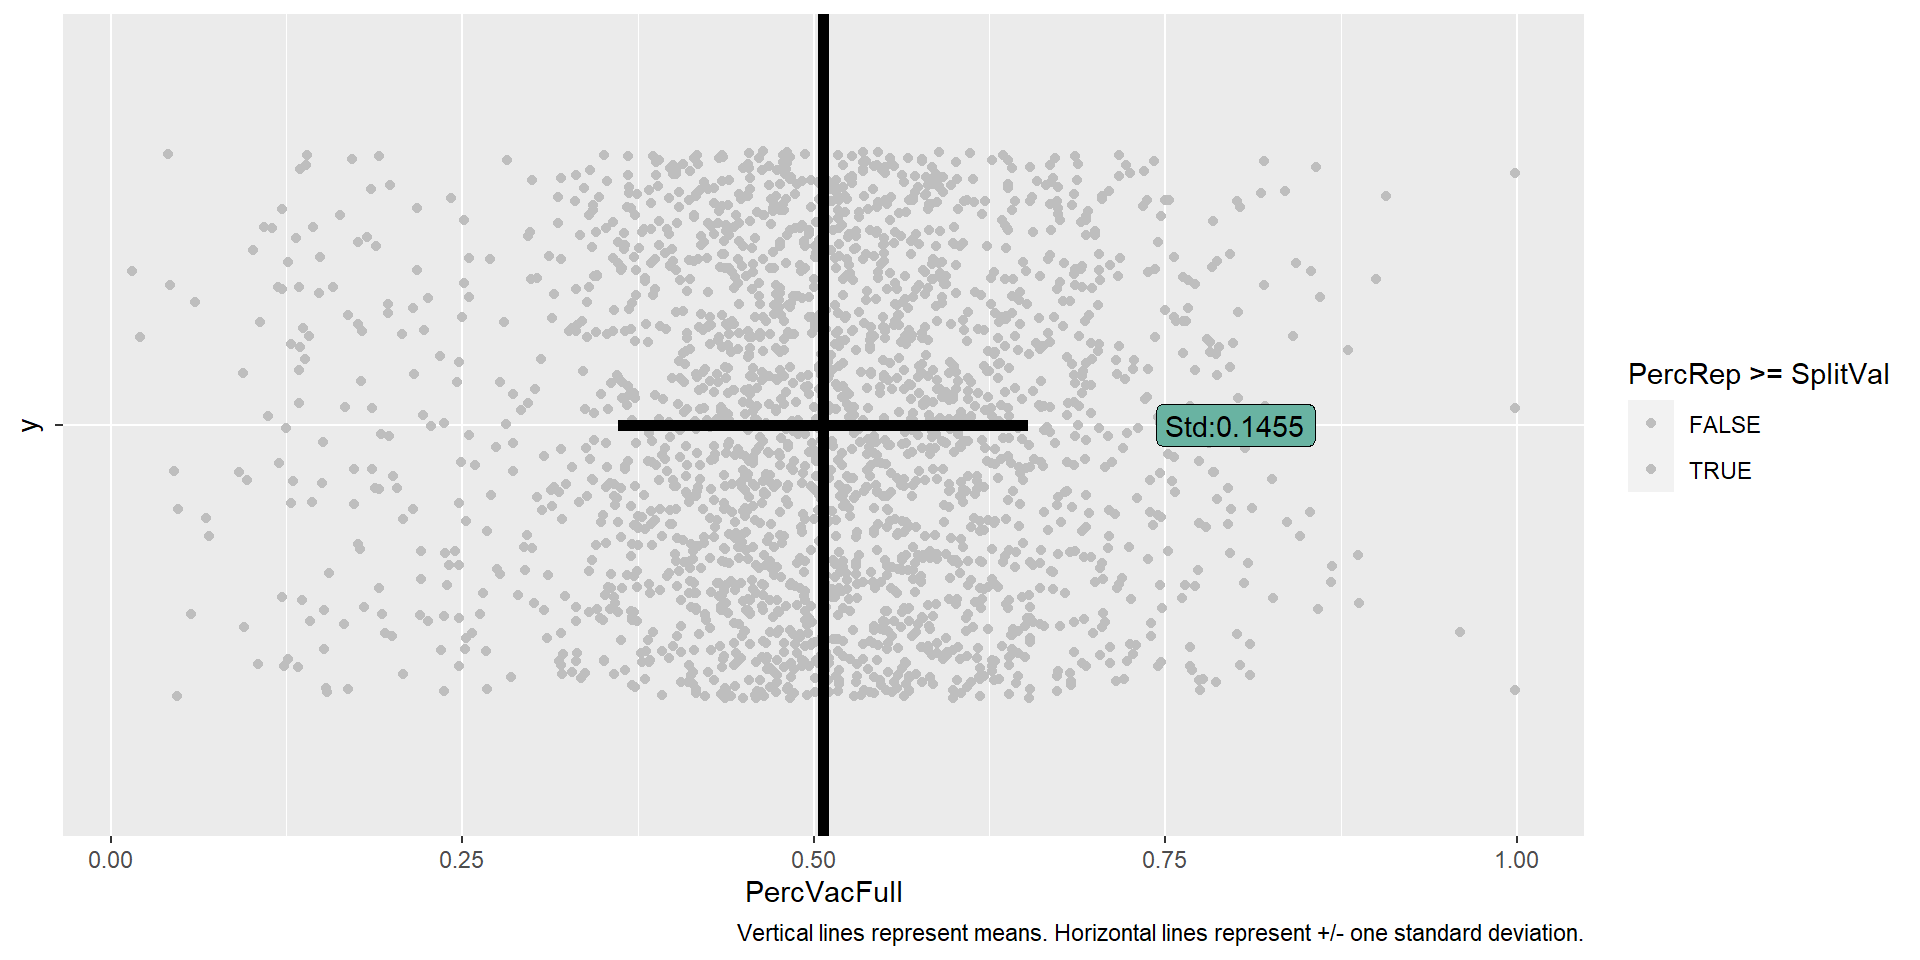 PercRep >= SplitVal
FALSE
TRUE
y
Std:0.1455
0.00 0.25 0.50 0.75 1.00
PercVacFull
Vertical lines represent means. Horizontal lines represent +/- one standard deviation.